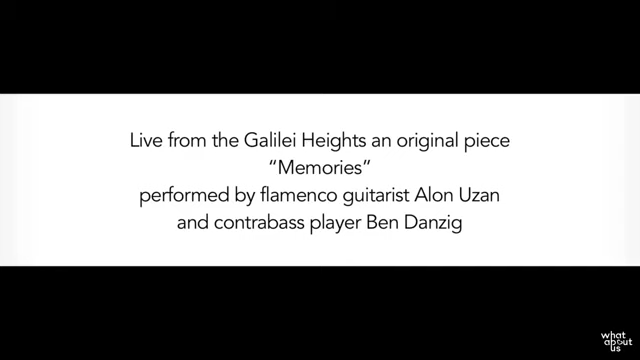 Live from the Galilei Heights an original piece
“Memories”
performed by flamenco guitarist Alon Uzan
and contrabass player Ben Danzig
what
about
us